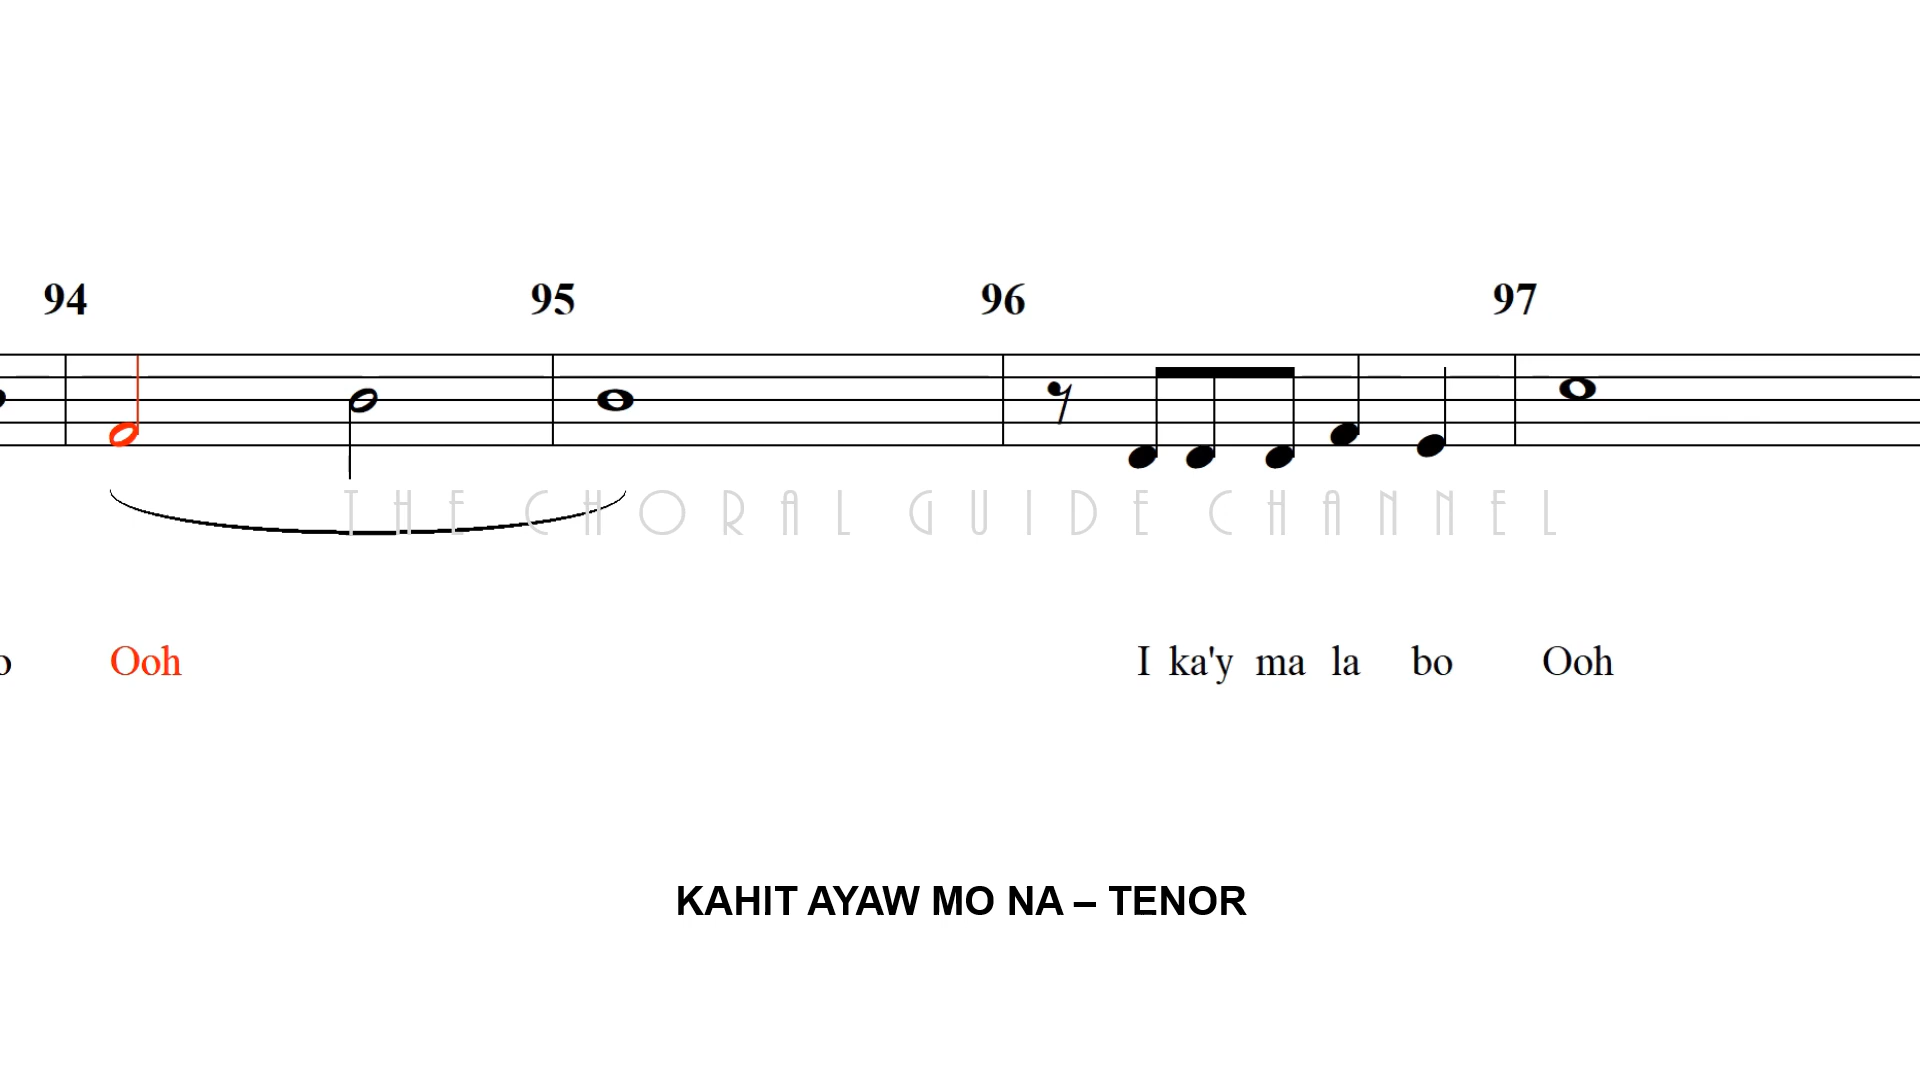 94 95 96 97
THE CHORAL GUIDE CHANNEL
o Ooh I ka'y ma la bo Ooh
KAHIT AYAW MO NA – TENOR